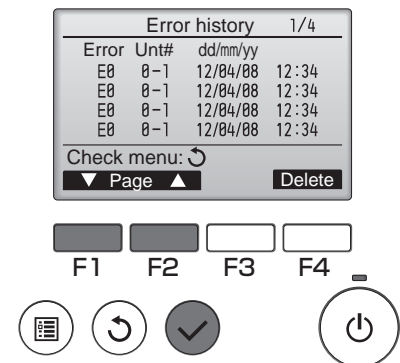 Error history 1/4
Error Unt# dd/mm/yy
E0 0-1 12/04/08 12:34
E0 0-1 12/04/08 12:34
E0 0-1 12/04/08 12:34
E0 0-1 12/04/08 12:34
Check menu:
▼ Page ▲ Delete
F1 F2 F3 F4